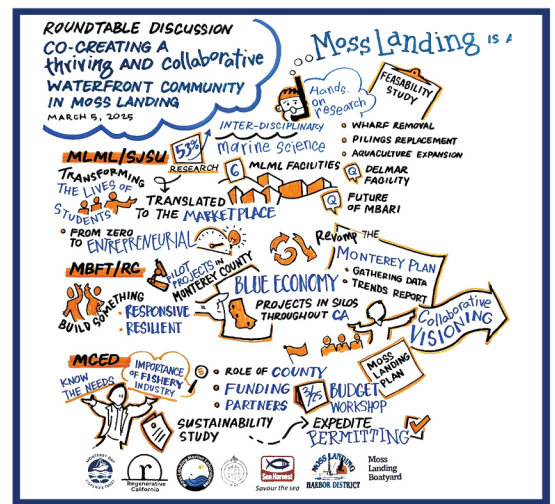 ROUNDTABLE DISCUSSION
CO-CREATING A
thriving AND collaborative
WATERFRONT COMMUNITY
IN MOSS LANDING
MARCH 5, 2025
Moss Landing IS A
Hands-
on
research
FEASABILITY
STUDY
• WHARF REMOVAL
• PILINGS REPLACEMENT
• AQUACULTURE EXPANSION
INTER-DISCIPLINARY
marine Science
53%
RESEARCH
MLML/SJSU
TRANSFORMING
THE LIVES OF
STUDENTS
6 MLML FACILITIES
TRANSLATED
TO THE MARKETPLACE
Q DELMAR
FACILITY
Q FUTURE
OF MBARI
• FROM ZERO
TO ENTREPRENEURIAL
MBFT/RC
PILOT
PROJECTS IN
MONTEREY COUNTY
BUILD SOMETHING
• RESPONSIVE
• RESILIENT
BLUE ECONOMY
PROJECTS IN SILOS
THROUGHOUT CA
Revamp THE
MONTEREY PLAN
• GATHERING DATA
• TRENDS REPORT
Collaborative
VISIONING
MCED
KNOW
THE NEEDS
IMPORTANCE
OF FISHERY
INDUSTRY
• ROLE OF COUNTY
• FUNDING
• PARTNERS
MOSS
LANDING
PLAN
3/25 BUDGET
WORKSHOP
SUSTAINABILITY
STUDY
EXPEDITE
PERMITTING
MONTEREY BAY
FISHERIES TRUST
r
Regenerative
California
Sea Harvest
Savour the sea
MOSS LANDING
HARBOR DISTRICT
Moss
Landing
Boatyard